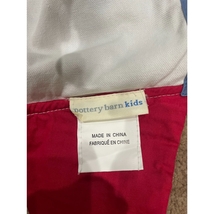 pottery barn kids
MADE IN CHINA
FABRIQUÉ EN CHINE